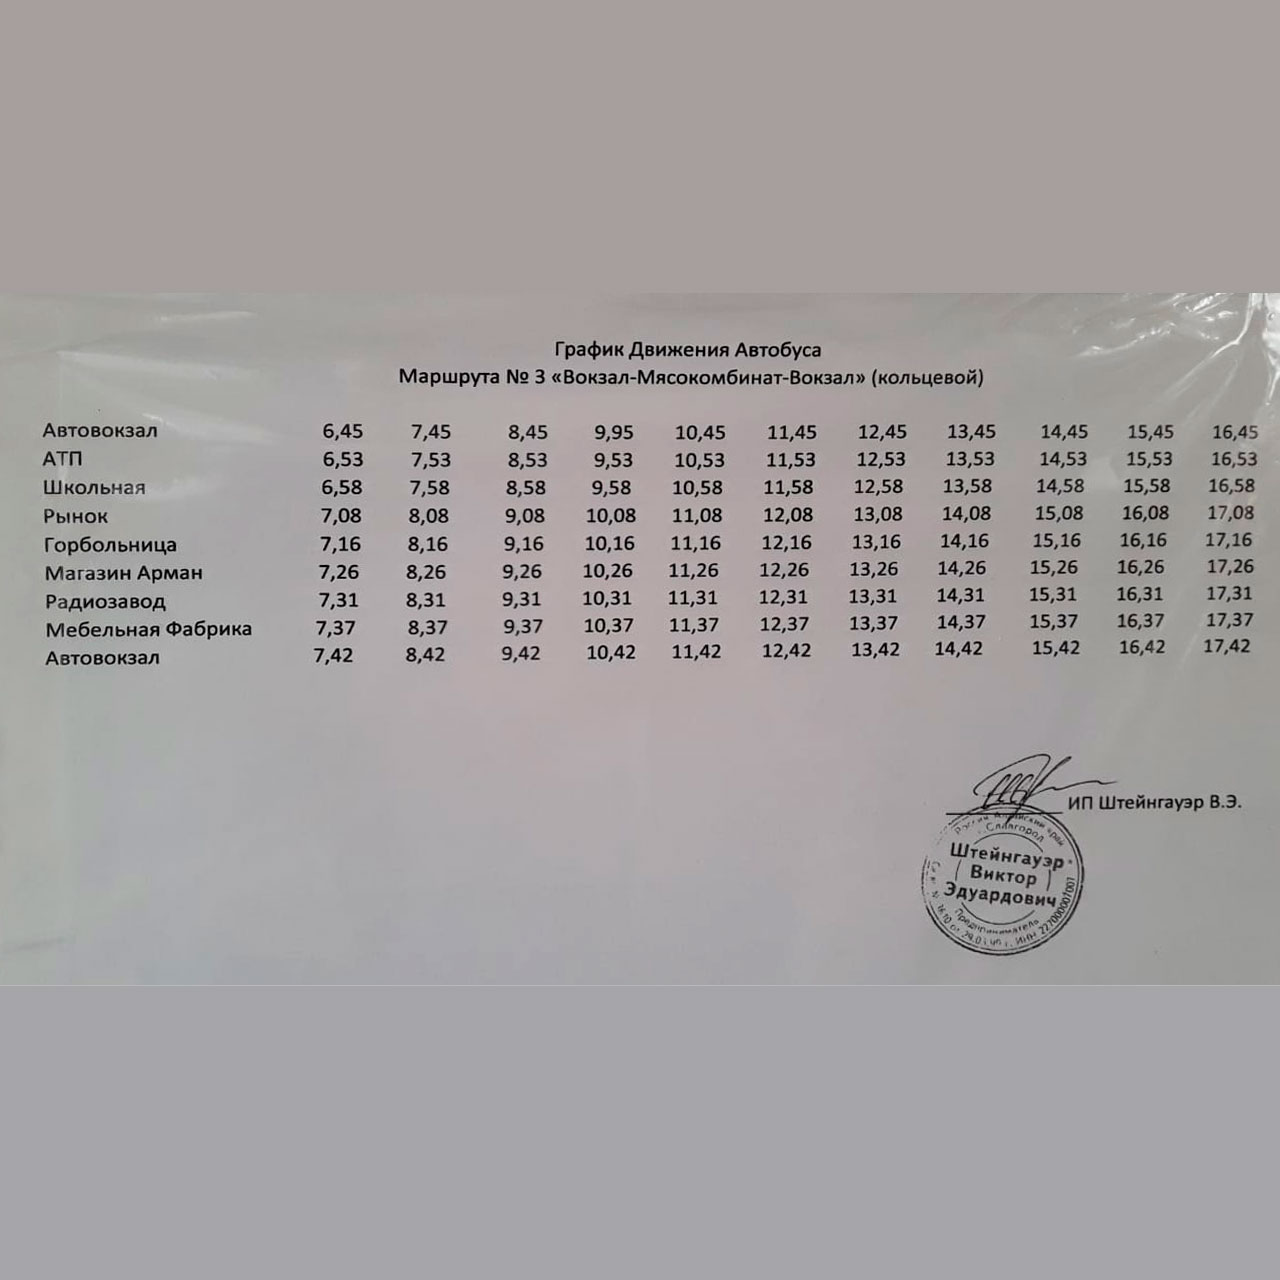 График Движения Автобуса
Маршрута № 3 «Вокзал-Мясокомбинат-Вокзал» (кольцевой)
Автовокзал 6,45 7,45 8,45 9,95 10,45 11,45 12,45 13,45 14,45 15,45 16,45
АТП 6,53 7,53 8,53 9,53 10,53 11,53 12,53 13,53 14,53 15,53 16,53
Школьная 6,58 7,58 8,58 9,58 10,58 11,58 12,58 13,58 14,58 15,58 16,58
Рынок 7,08 8,08 9,08 10,08 11,08 12,08 13,08 14,08 15,08 16,08 17,08
Горбольница 7,16 8,16 9,16 10,16 11,16 12,16 13,16 14,16 15,16 16,16 17,16
Магазин Арман 7,26 8,26 9,26 10,26 11,26 12,26 13,26 14,26 15,26 16,26 17,26
Радиозавод 7,31 8,31 9,31 10,31 11,31 12,31 13,31 14,31 15,31 16,31 17,31
Мебельная Фабрика 7,37 8,37 9,37 10,37 11,37 12,37 13,37 14,37 15,37 16,37 17,37
Автовокзал 7,42 8,42 9,42 10,42 11,42 12,42 13,42 14,42 15,42 16,42 17,42
ИП Штейнгауэр В.Э.
г. Славгород
Штейнгауэр
Виктор
Эдуардович
Предприниматель